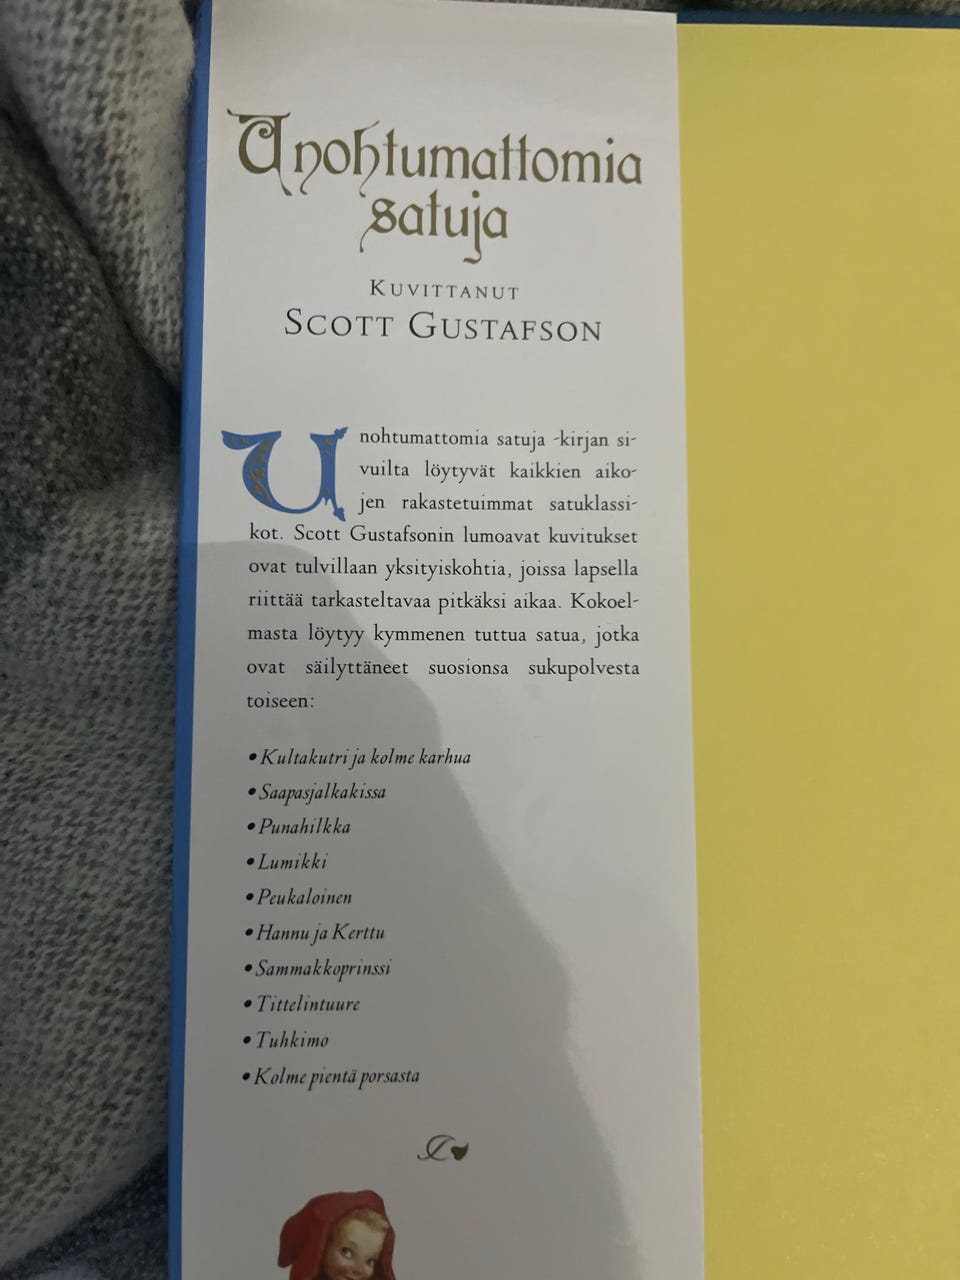 Unohtumattomia
satuja
KUVITTANUT
SCOTT GUSTAFSON
Unohtumattomia satuja -kirjan si-
vuilta löytyvät kaikkien aiko-
jen rakastetuimmat satuklassi-
kot. Scott Gustafsonin lumoavat kuvitukset
ovat tulvillaan yksityiskohtia, joissa lapsella
riittää tarkasteltavaa pitkäksi aikaa. Kokoel-
masta löytyy kymmenen tuttua satua, jotka
ovat säilyttäneet suosionsa sukupolvesta
toiseen:
• Kultakutri ja kolme karhua
• Saapasjalkakissa
• Punahilkka
• Lumikki
• Peukaloinen
• Hannu ja Kerttu
• Sammakkoprinssi
• Tittelintuure
• Tuhkimo
• Kolme pientä porsasta